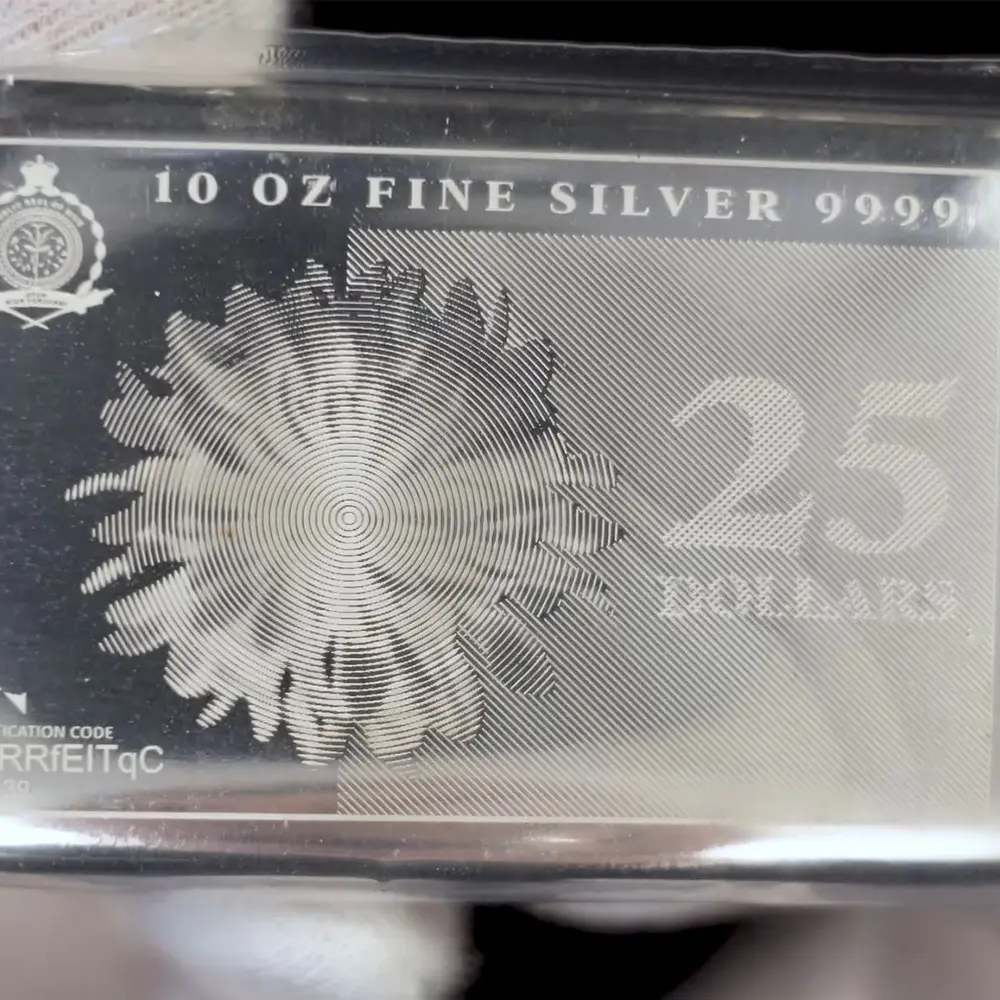 10 OZ FINE SILVER 9999
25
DOLLARS
ICATION CODE
RRfEITqC